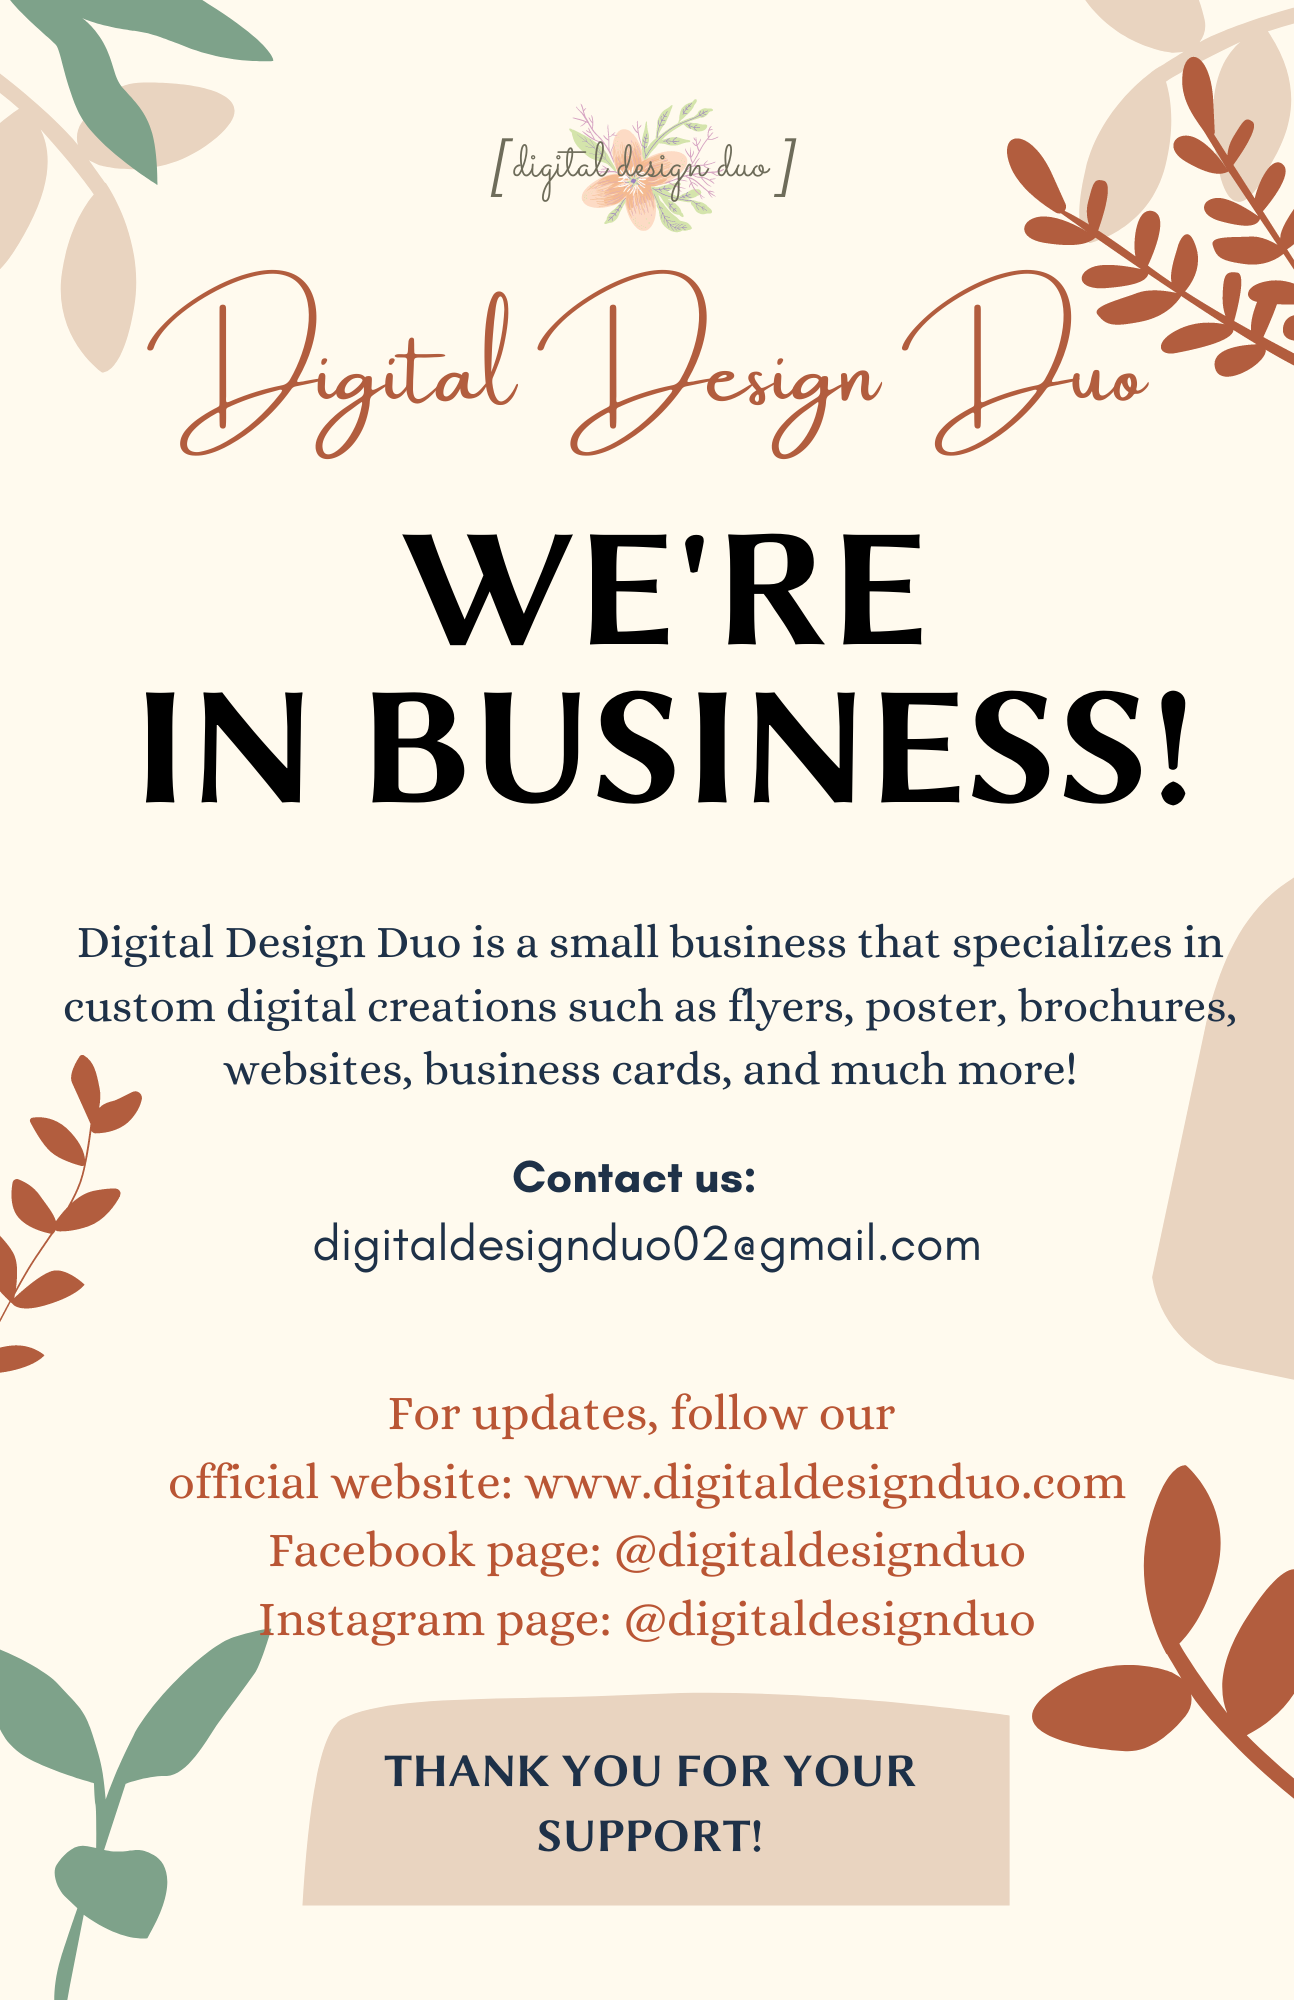 [digital design duo]
Digital Design Duo
WE'RE
IN BUSINESS!
Digital Design Duo is a small business that specializes in
custom digital creations such as flyers, poster, brochures,
websites, business cards, and much more!
Contact us:
digitaldesignduo02@gmail.com
For updates, follow our
official website: www.digitaldesignduo.com
Facebook page: @digitaldesignduo
Instagram page: @digitaldesignduo
THANK YOU FOR YOUR
SUPPORT!